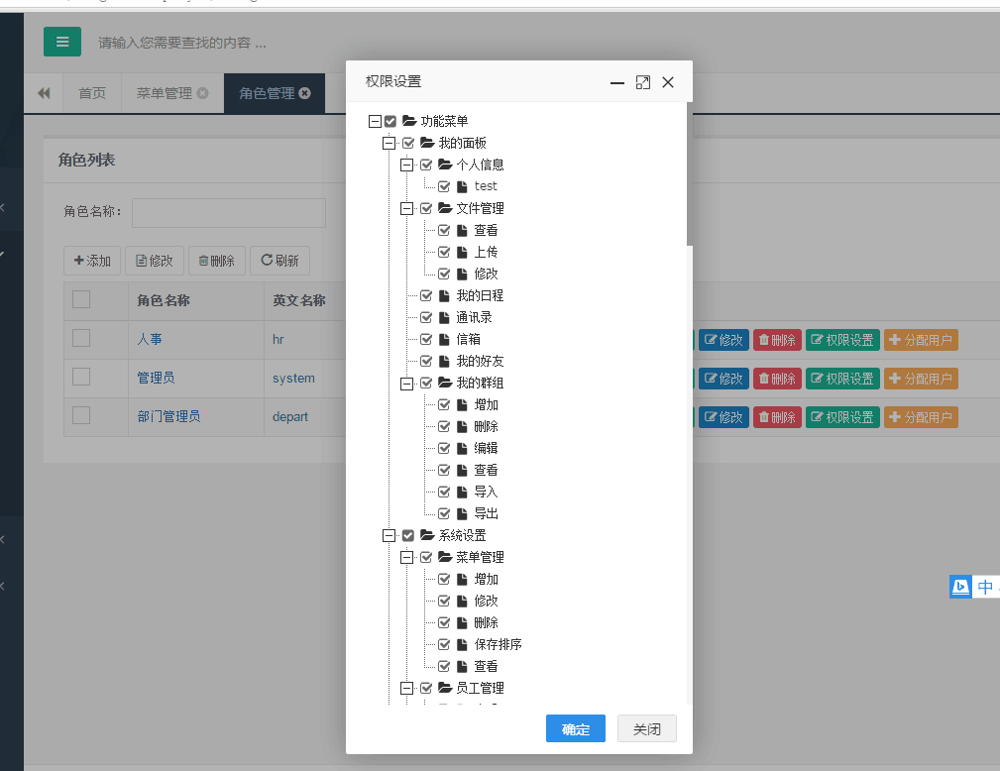 请输入您需要查找的内容 ...
首页
菜单管理
角色管理
角色列表
角色名称：
添加
修改
删除
刷新
角色名称
英文名称
人事
hr
修改
删除
权限设置
分配用户
管理员
system
修改
删除
权限设置
分配用户
部门管理员
depart
修改
删除
权限设置
分配用户
权限设置
功能菜单
我的面板
个人信息
test
文件管理
查看
上传
修改
我的日程
通讯录
信箱
我的好友
我的群组
增加
删除
编辑
查看
导入
导出
系统设置
菜单管理
增加
修改
删除
保存排序
查看
员工管理
确定
关闭
中